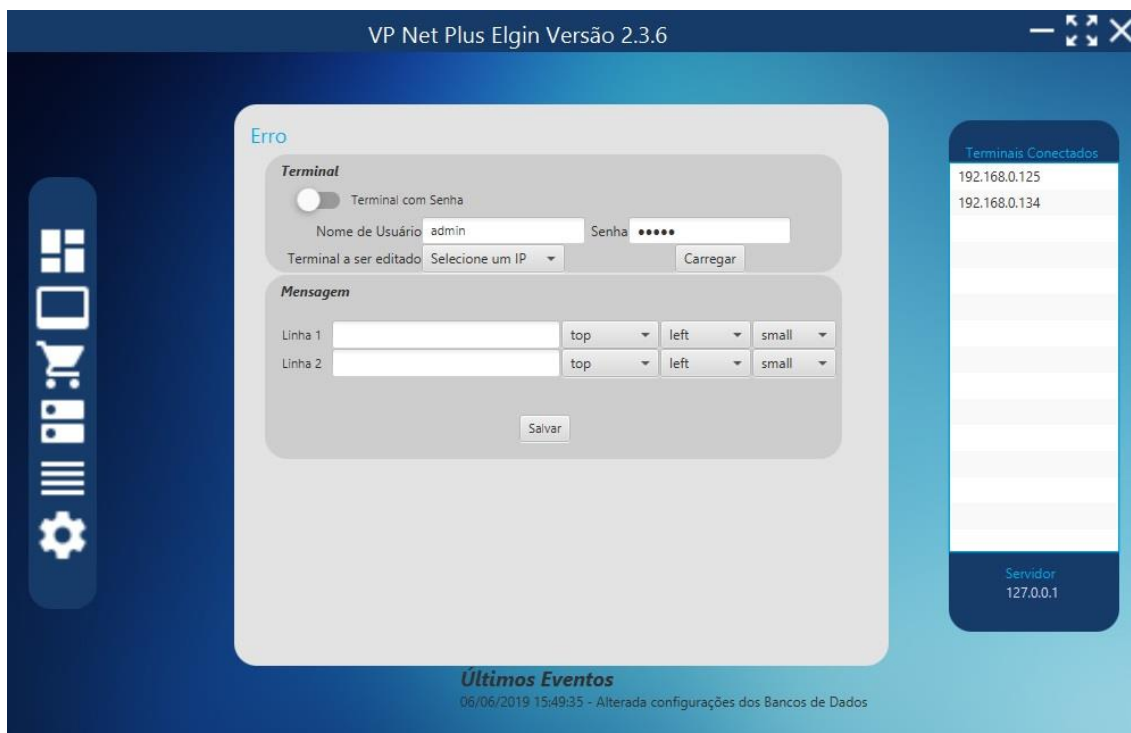 VP Net Plus Elgin Versão 2.3.6
Erro
Terminal
Terminal com Senha
Nome de Usuário admin Senha •••••
Terminal a ser editado Selecione um IP Carregar
Mensagem
Linha 1 top left small
Linha 2 top left small
Salvar
Terminais Conectados
192.168.0.125
192.168.0.134
Servidor
127.0.0.1
Últimos Eventos
06/06/2019 15:49:35 - Alterada configurações dos Bancos de Dados